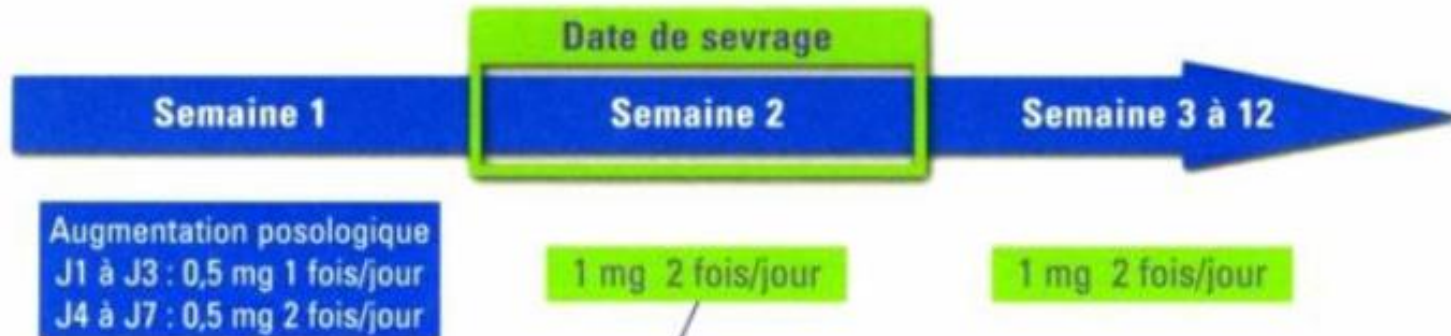 Date de sevrage
Semaine 1
Semaine 2
Semaine 3 à 12
Augmentation posologique
J1 à J3 : 0,5 mg 1 fois/jour
J4 à J7 : 0,5 mg 2 fois/jour
1 mg 2 fois/jour
1 mg 2 fois/jour